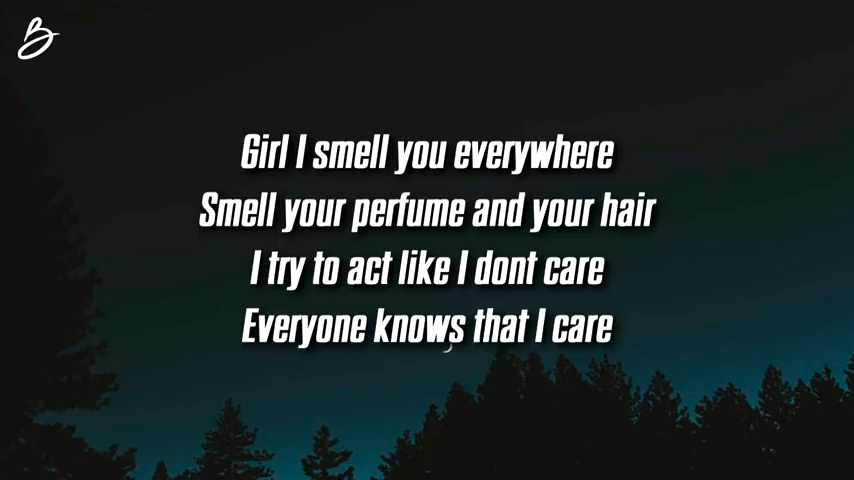 B
Girl I smell you everywhere
Smell your perfume and your hair
I try to act like I dont care
Everyone knows that I care